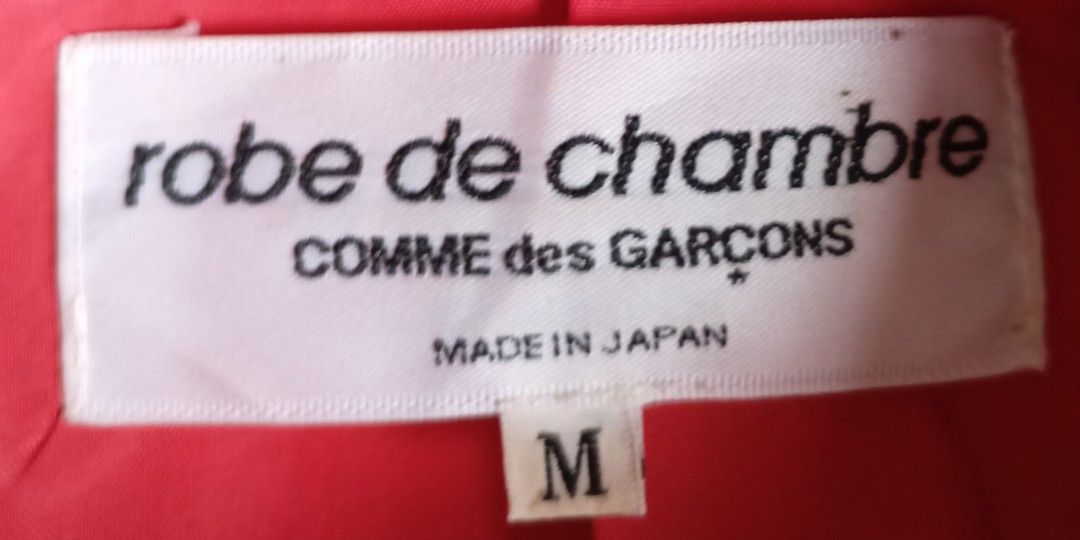 robe de chambre
COMME des GARÇONS
MADE IN JAPAN
M